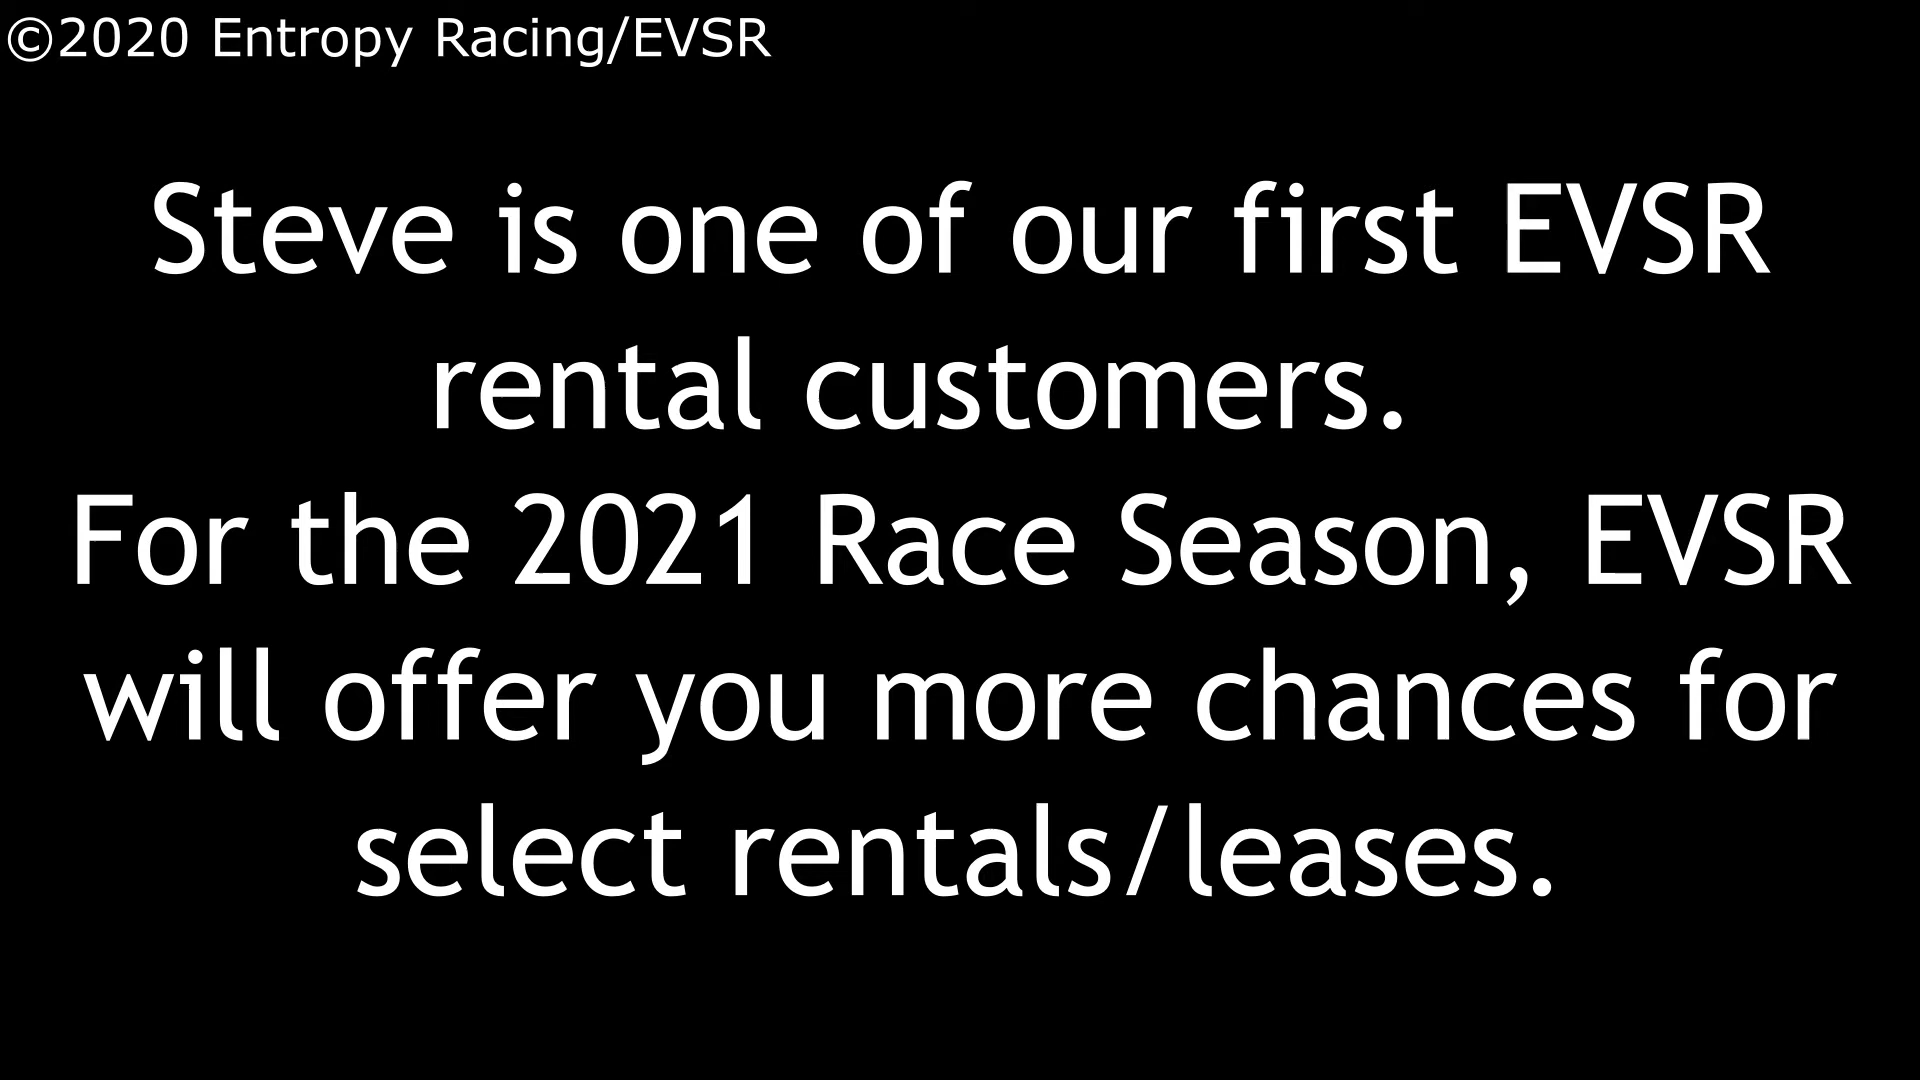 ©2020 Entropy Racing/EVSR
Steve is one of our first EVSR
rental customers.
For the 2021 Race Season, EVSR
will offer you more chances for
select rentals/leases.